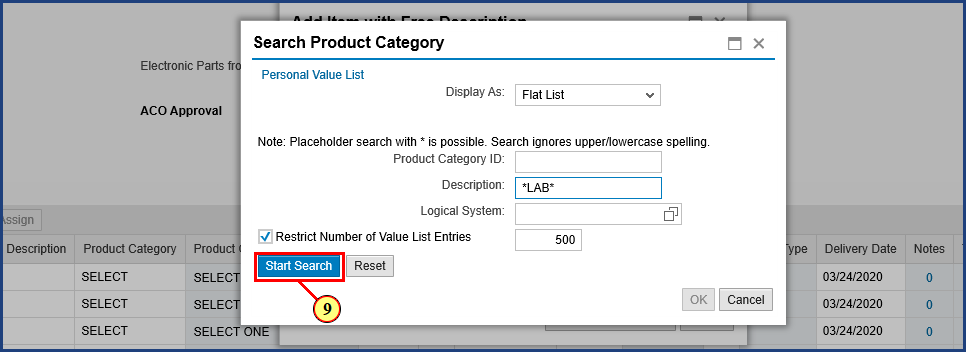 Add Item with Free Description
Search Product Category
Personal Value List
Electronic Parts fro
Display As: Flat List
ACO Approval
Note: Placeholder search with * is possible. Search ignores upper/lowercase spelling.
Product Category ID:
Description: *LAB*
Logical System:
Assign
Restrict Number of Value List Entries 500
Description Product Category Product C Type Delivery Date Notes
Start Search Reset
SELECT SELECT O 03/24/2020 0
9
OK Cancel
SELECT SELECT O 03/24/2020 0
SELECT SELECT ONE 03/24/2020 0